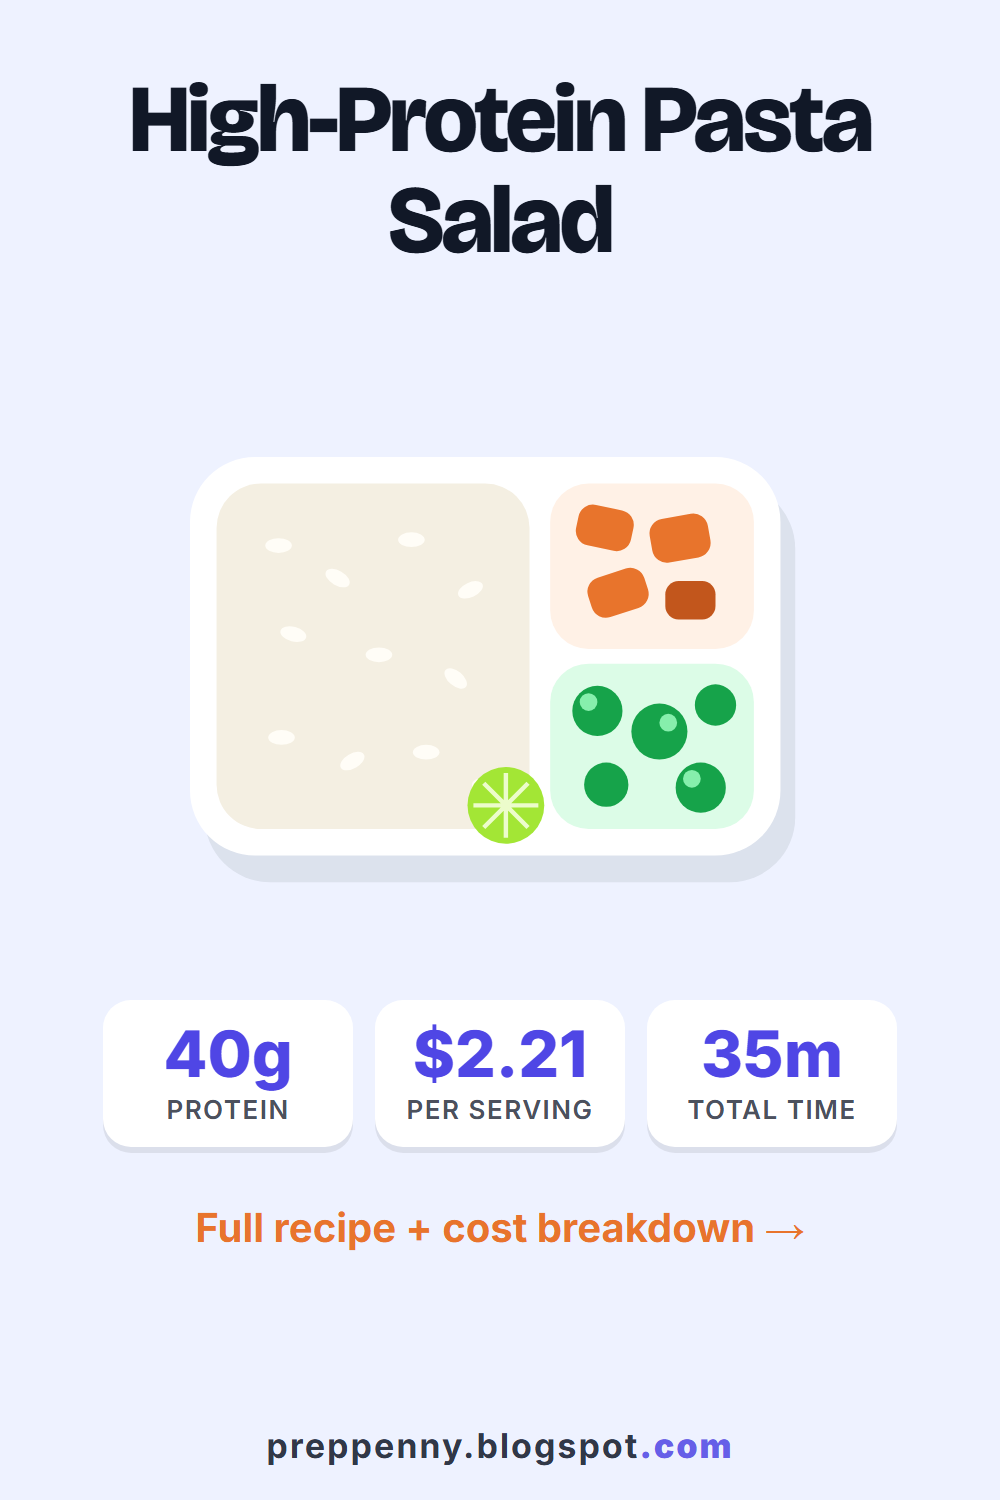 High-Protein Pasta
Salad
40g
PROTEIN
$2.21
PER SERVING
35m
TOTAL TIME
Full recipe + cost breakdown →
preppenny.blogspot.com